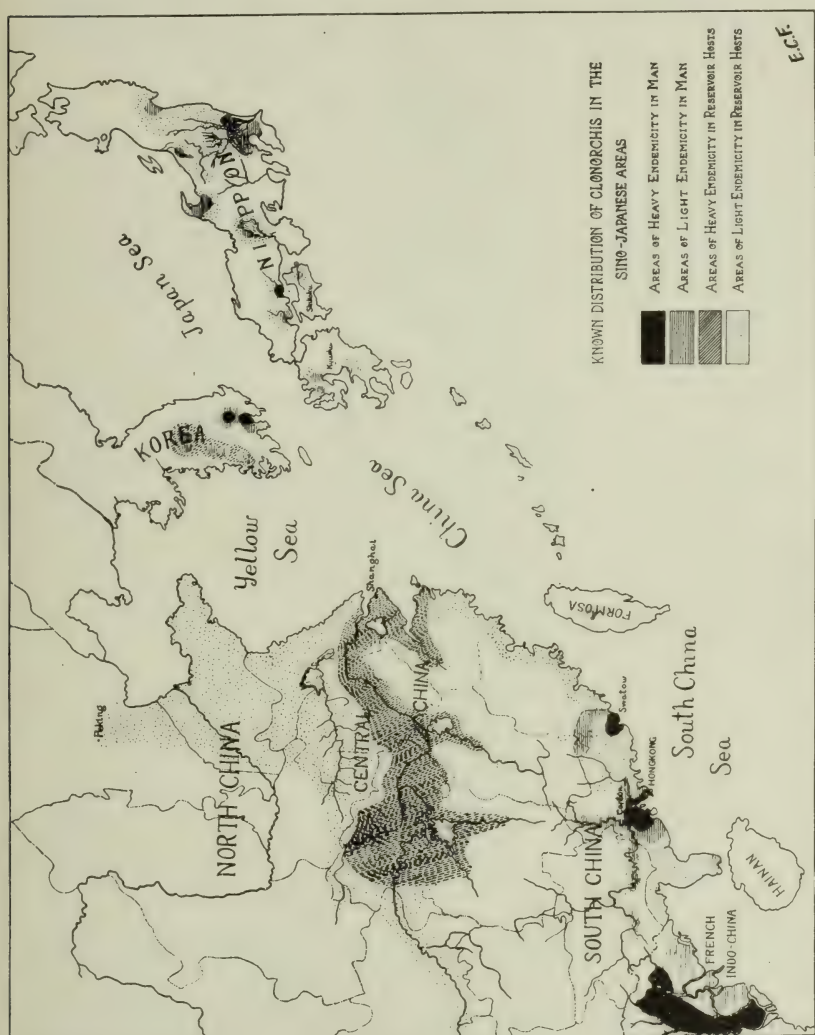 KNOWN DISTRIBUTION OF CLONORCHIS IN THE
SINO-JAPANESE AREAS
AREAS OF HEAVY ENDEMICITY IN MAN
AREAS OF LIGHT ENDEMICITY IN MAN
AREAS OF HEAVY ENDEMICITY IN RESERVOIR HOSTS
AREAS OF LIGHT ENDEMICITY IN RESERVOIR HOSTS
E.C.F.
Japan Sea
NIPPON
Kyushu
KOREA
Yellow
Sea
China Sea
Peking
NORTH CHINA
Shanghai
CENTRAL
CHINA
FORMOSA
Swatow
Canton
HONGKONG
SOUTH CHINA
South China
Sea
HAINAN
FRENCH
INDO-CHINA